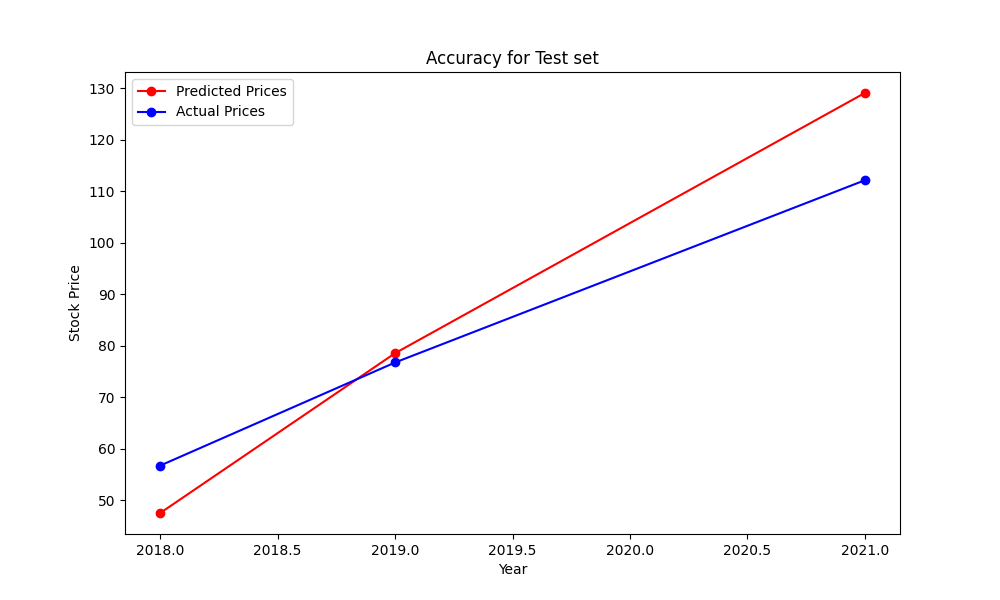 Accuracy for Test set
Predicted Prices
Actual Prices
130
120
110
100
90
80
70
60
50
Stock Price
2018.0 2018.5 2019.0 2019.5 2020.0 2020.5 2021.0
Year